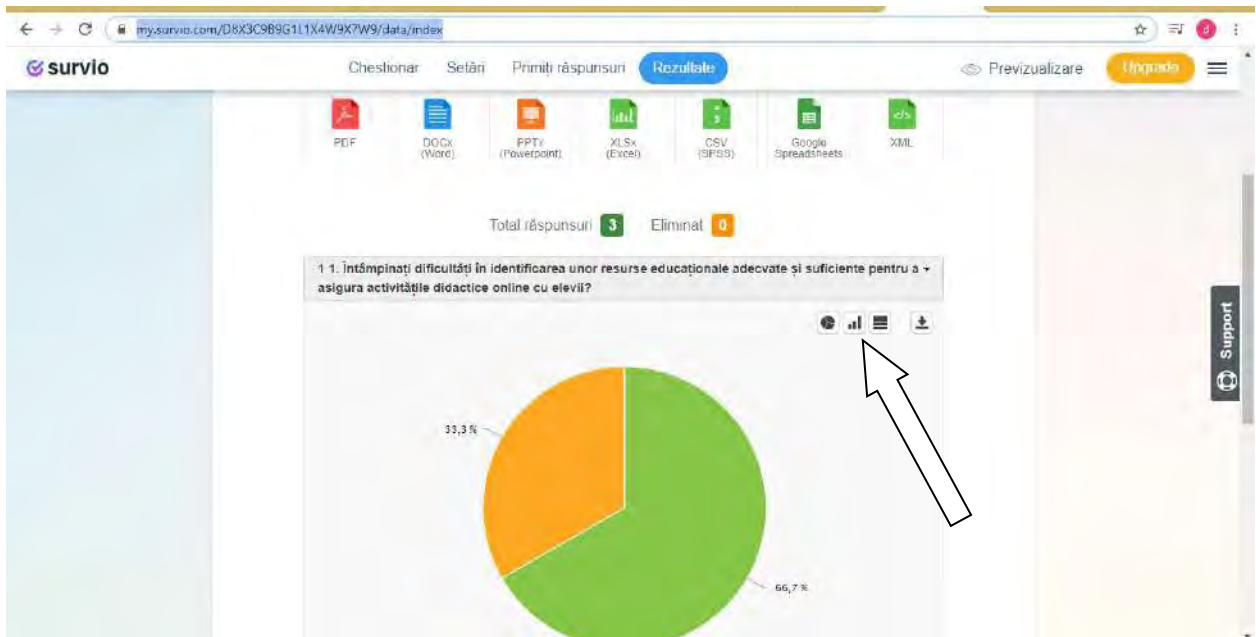 my.survio.com/D8X3C9B9G1L1X4W9X7W9/data/index
d
survio
Chestionar Setări Primiți răspunsuri Rezultate Previzualizare Upgrade
PDF
DOCx
(Word)
PPTx
(Powerpoint)
XLSx
(Excel)
CSV
(SPSS)
Google
Spreadsheets
XML
Total răspunsuri 3 Eliminat 0
1 1. Întâmpinați dificultăți în identificarea unor resurse educaționale adecvate și suficiente pentru a
asigura activitățile didactice online cu elevii?
Support
33,3 %
66,7 %